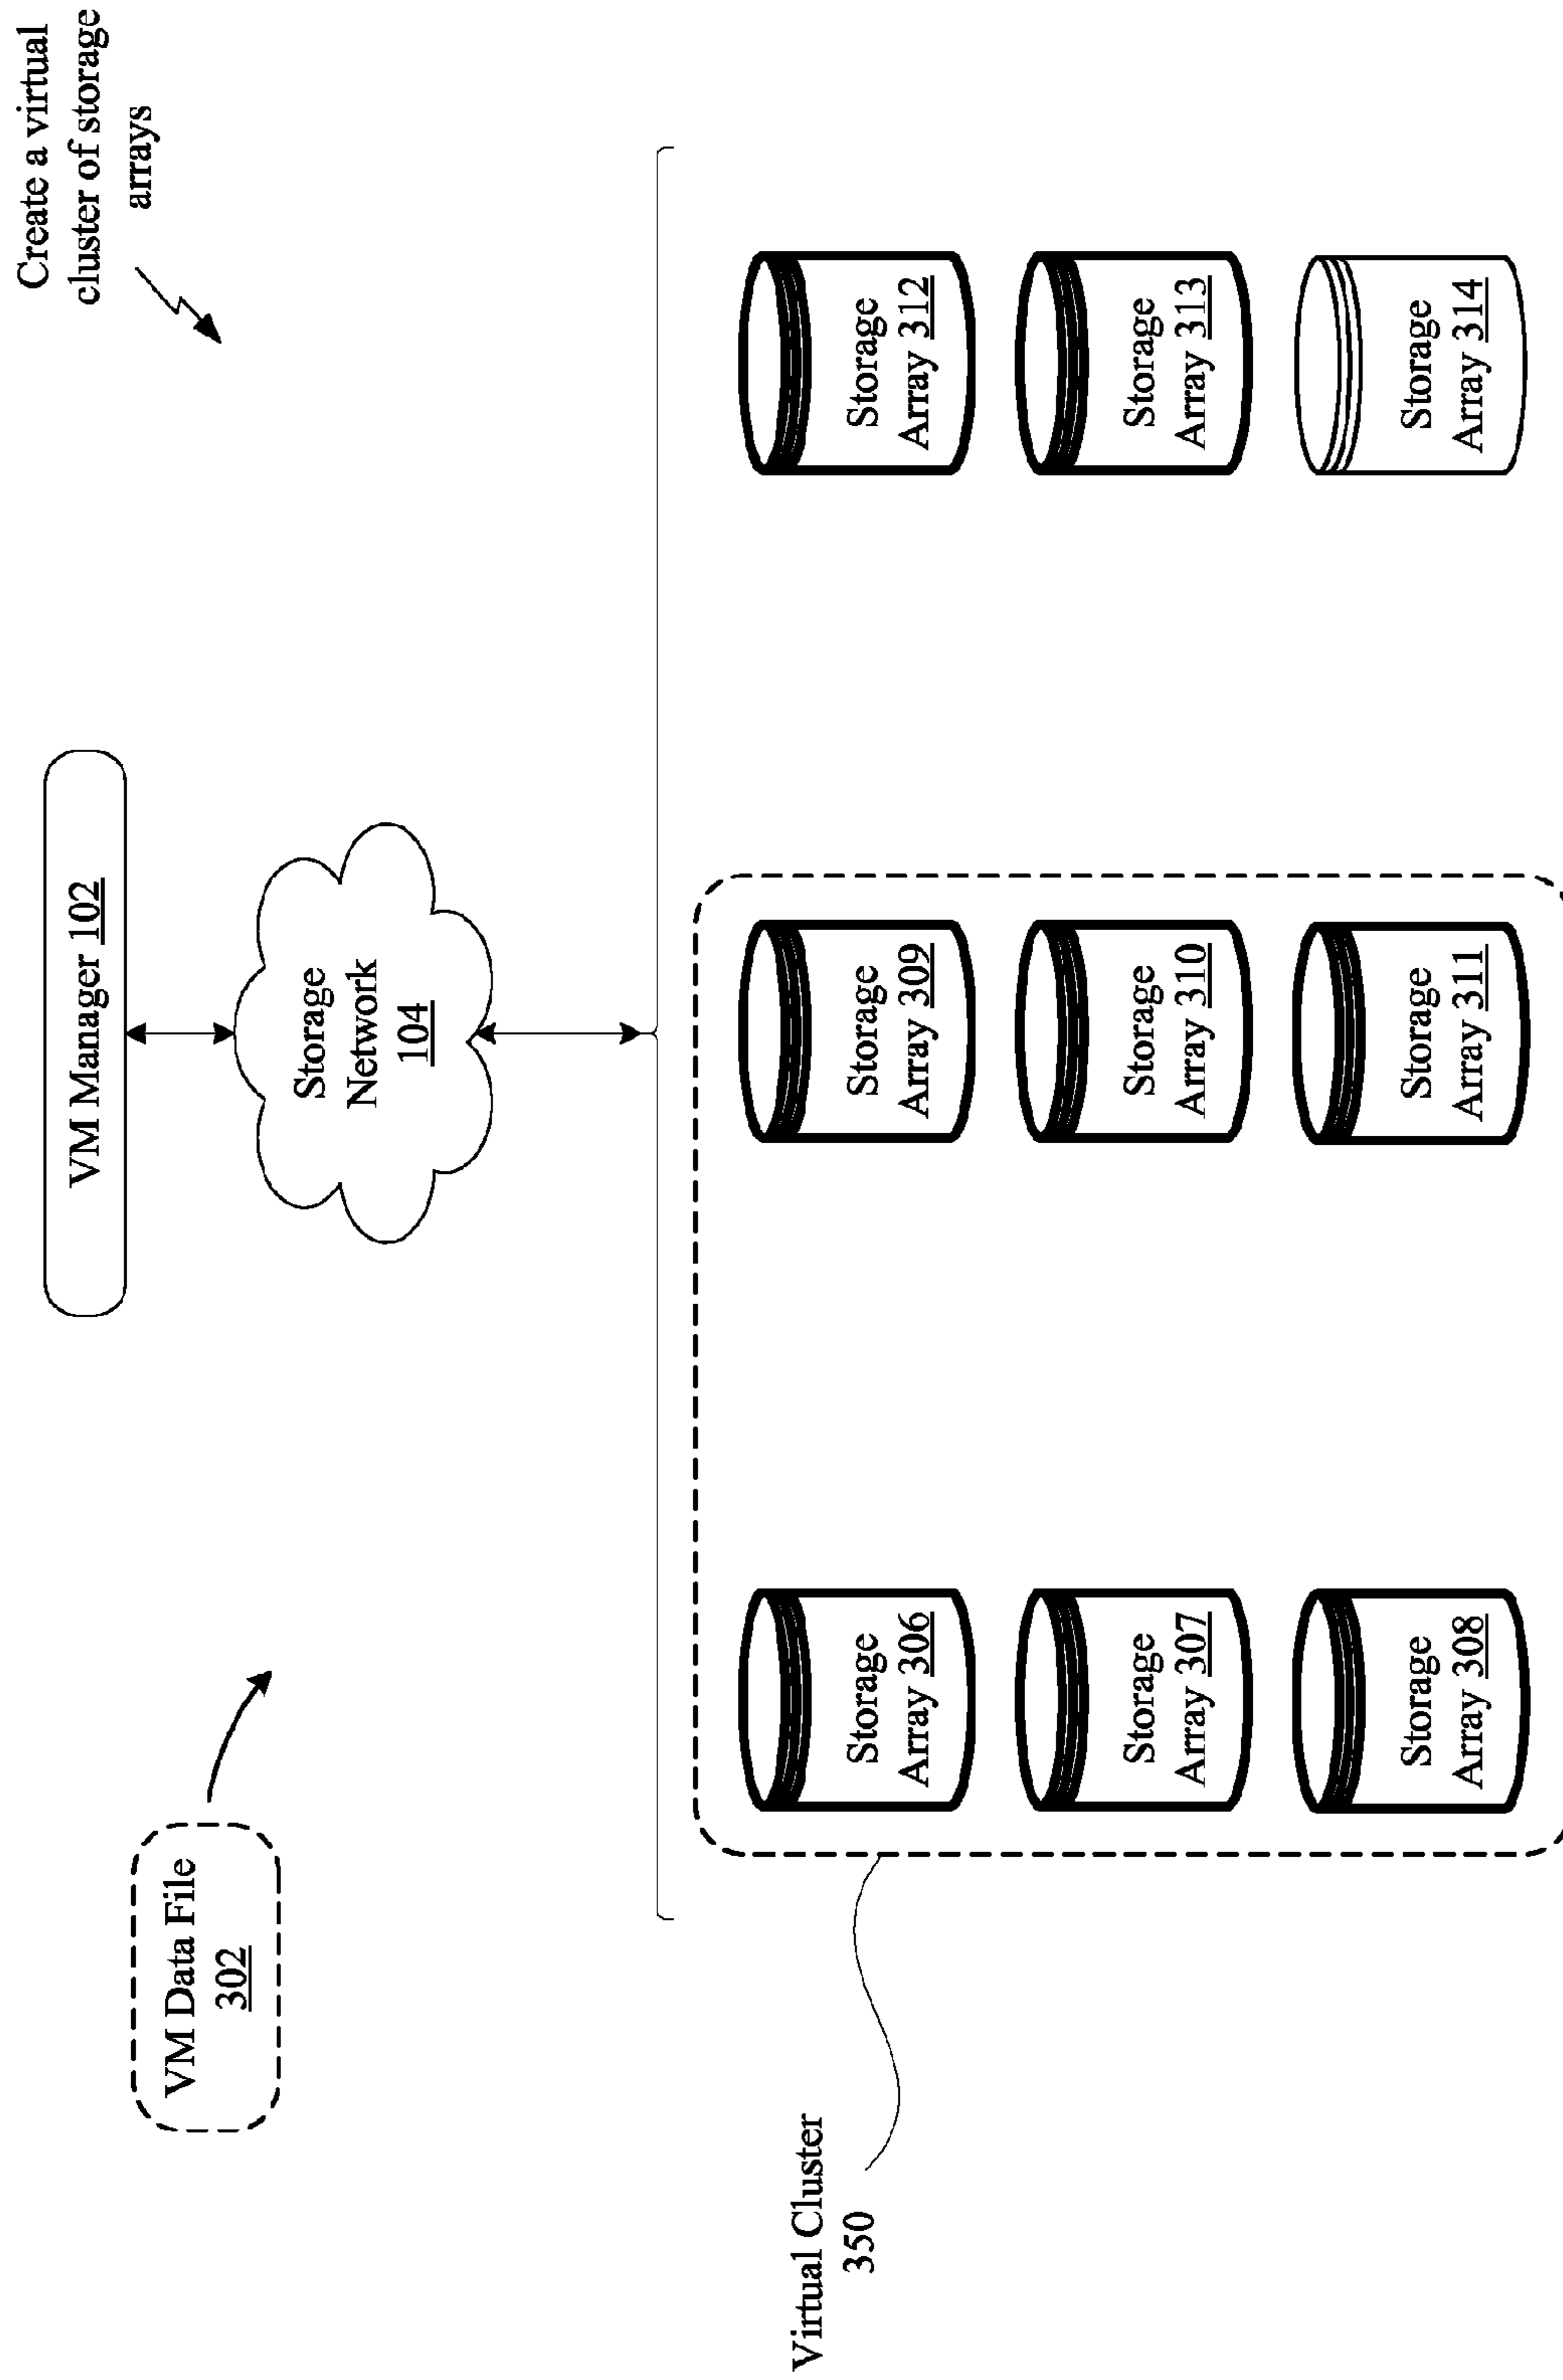 Create a virtual
cluster of storage
arrays
VM Manager 102
VM Data File
302
Storage
Network
104
Virtual Cluster
350
Storage
Array 306
Storage
Array 309
Storage
Array 312
Storage
Array 307
Storage
Array 310
Storage
Array 313
Storage
Array 308
Storage
Array 311
Storage
Array 314